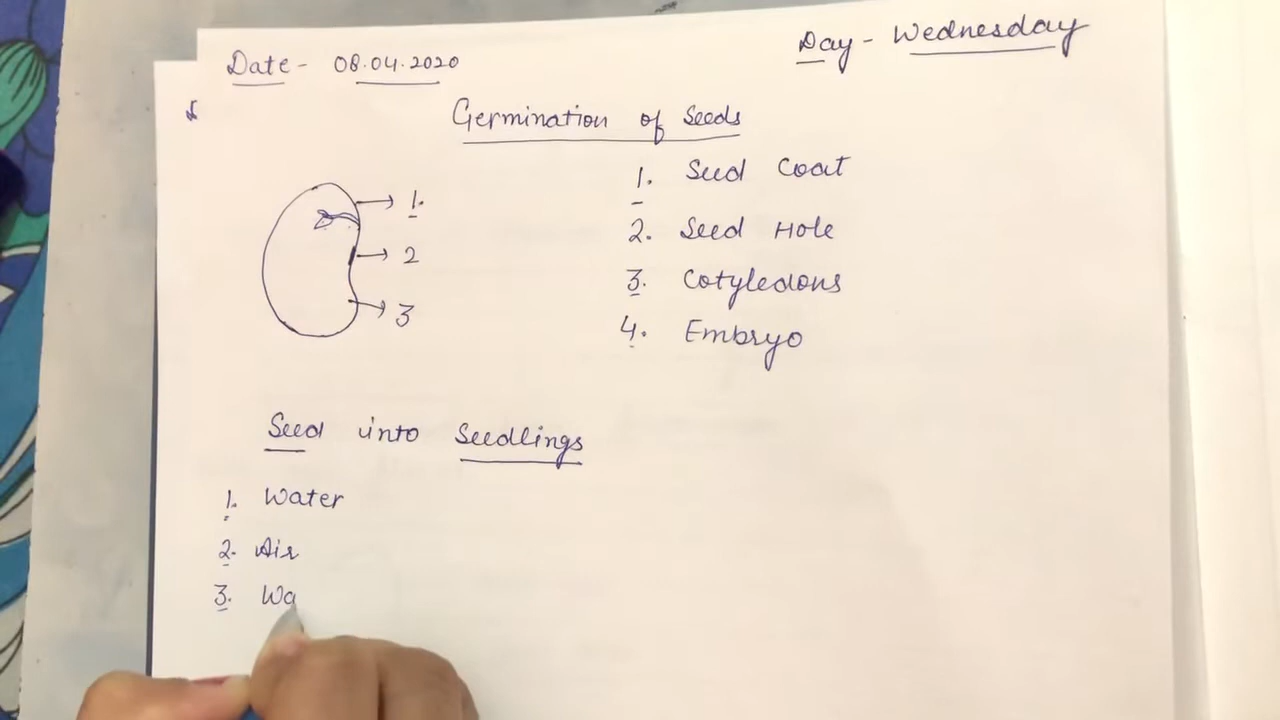 Date - 08.04.2020
Day - Wednesday
Germination of Seeds
1.
2
3
1. Seed Coat
2. Seed Hole
3. Cotyledons
4. Embryo
Seed into Seedlings
1. Water
2. Air
3. Wa